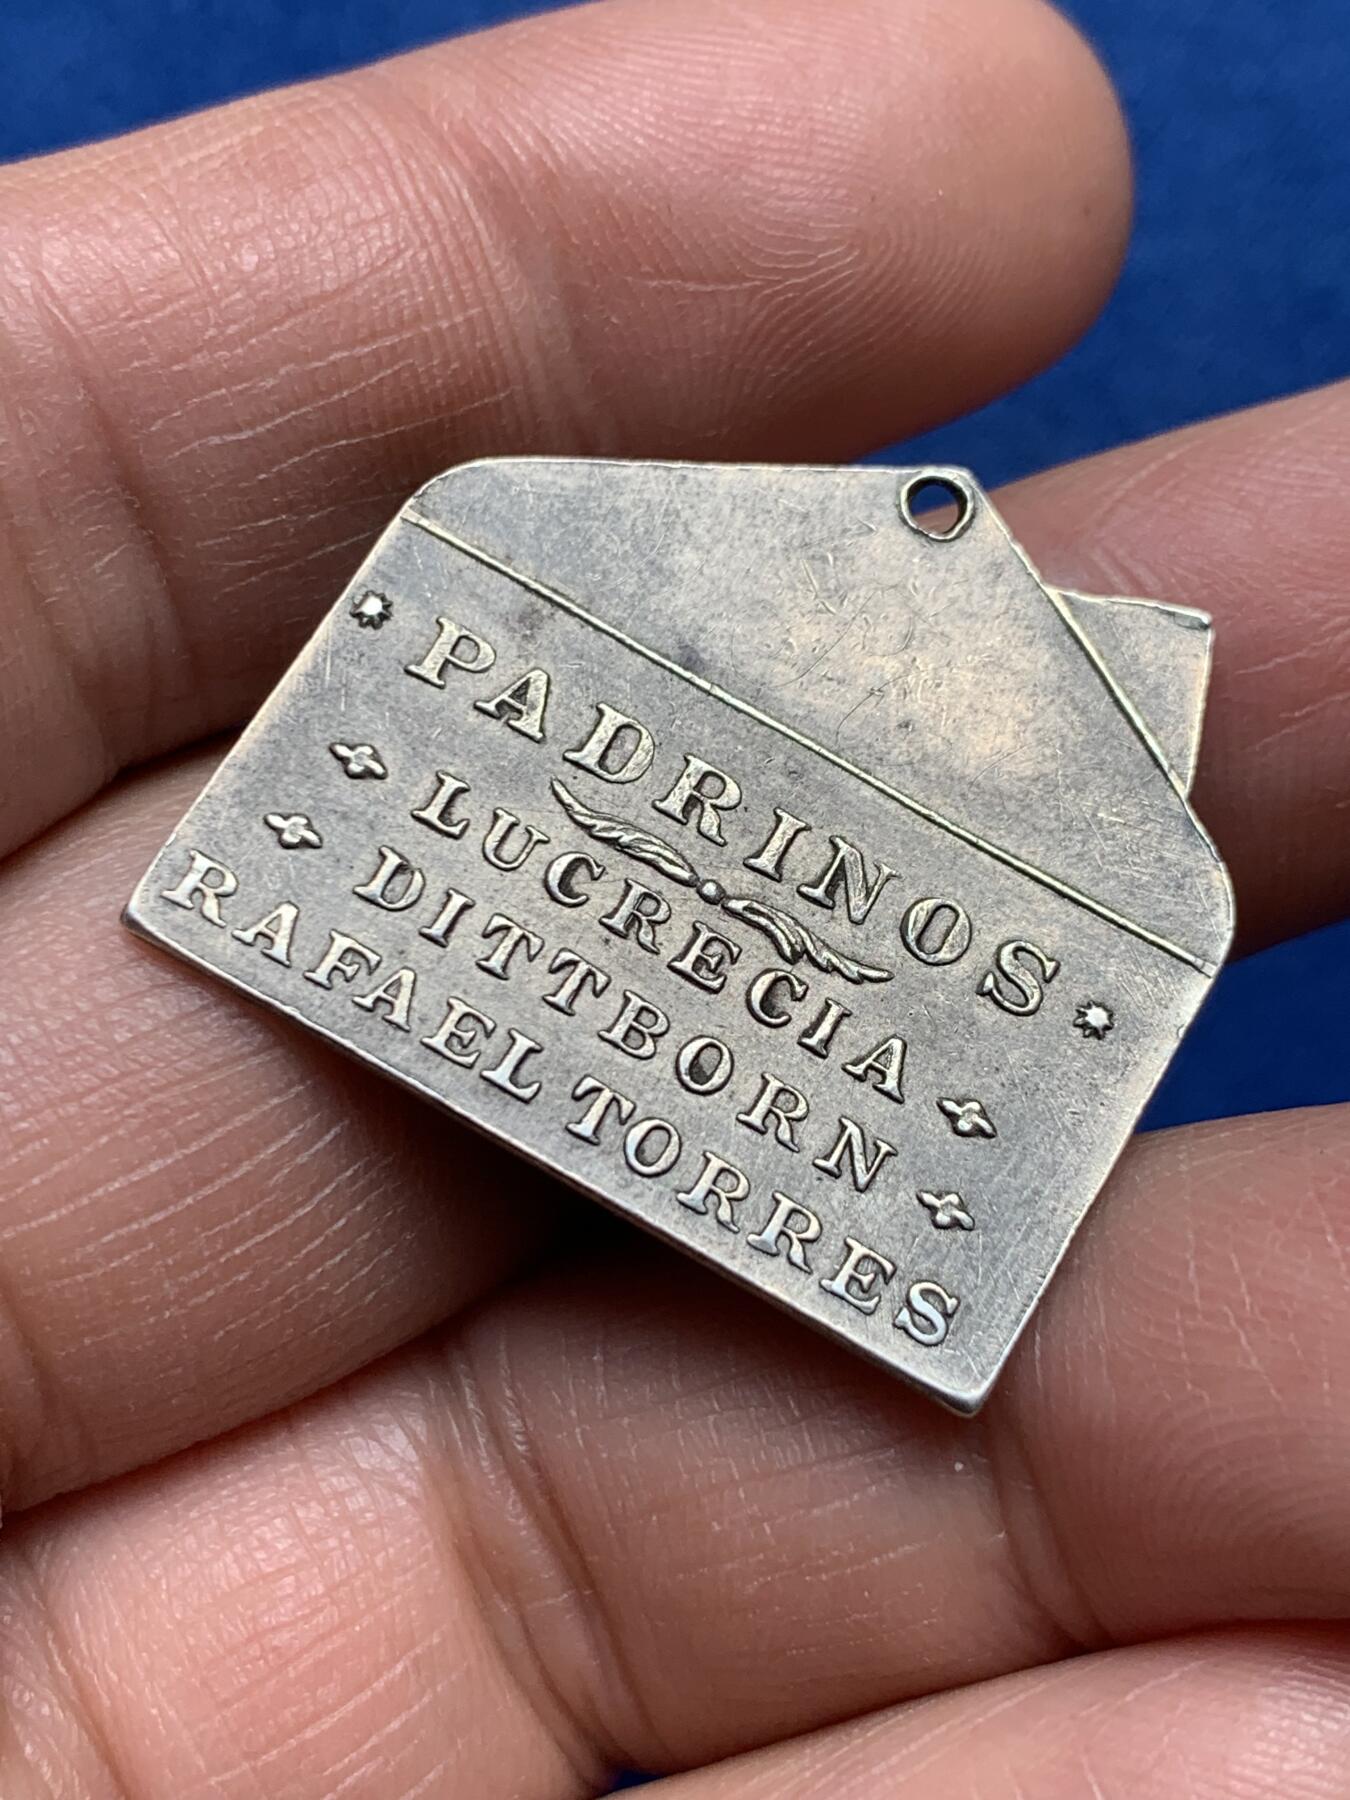 PADRINOS
LUCRECIA
DITTBORN
RAFAEL TORRES